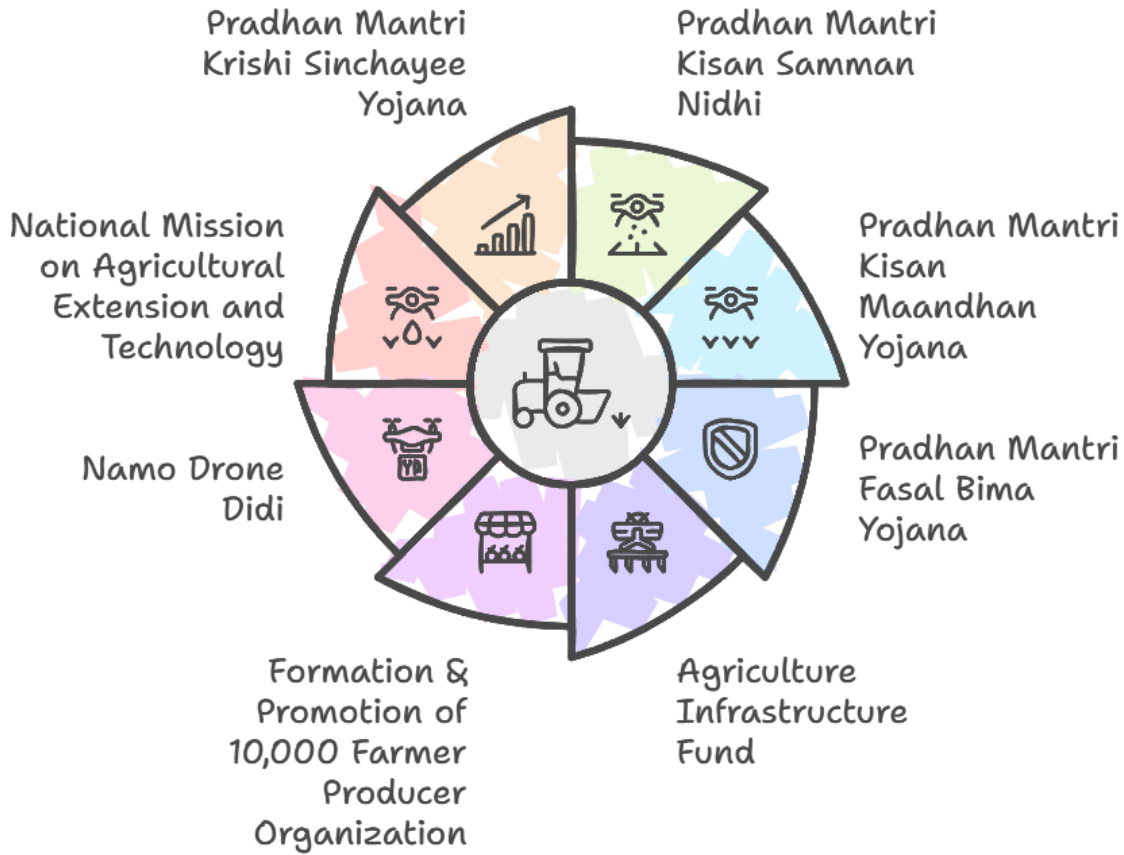 Pradhan Mantri
Krishi Sinchayee
Yojana
Pradhan Mantri
Kisan Samman
Nidhi
National Mission
on Agricultural
Extension and
Technology
Pradhan Mantri
Kisan
Maandhan
Yojana
Namo Drone
Didi
Pradhan Mantri
Fasal Bima
Yojana
Formation &
Promotion of
10,000 Farmer
Producer
Organization
Agriculture
Infrastructure
Fund